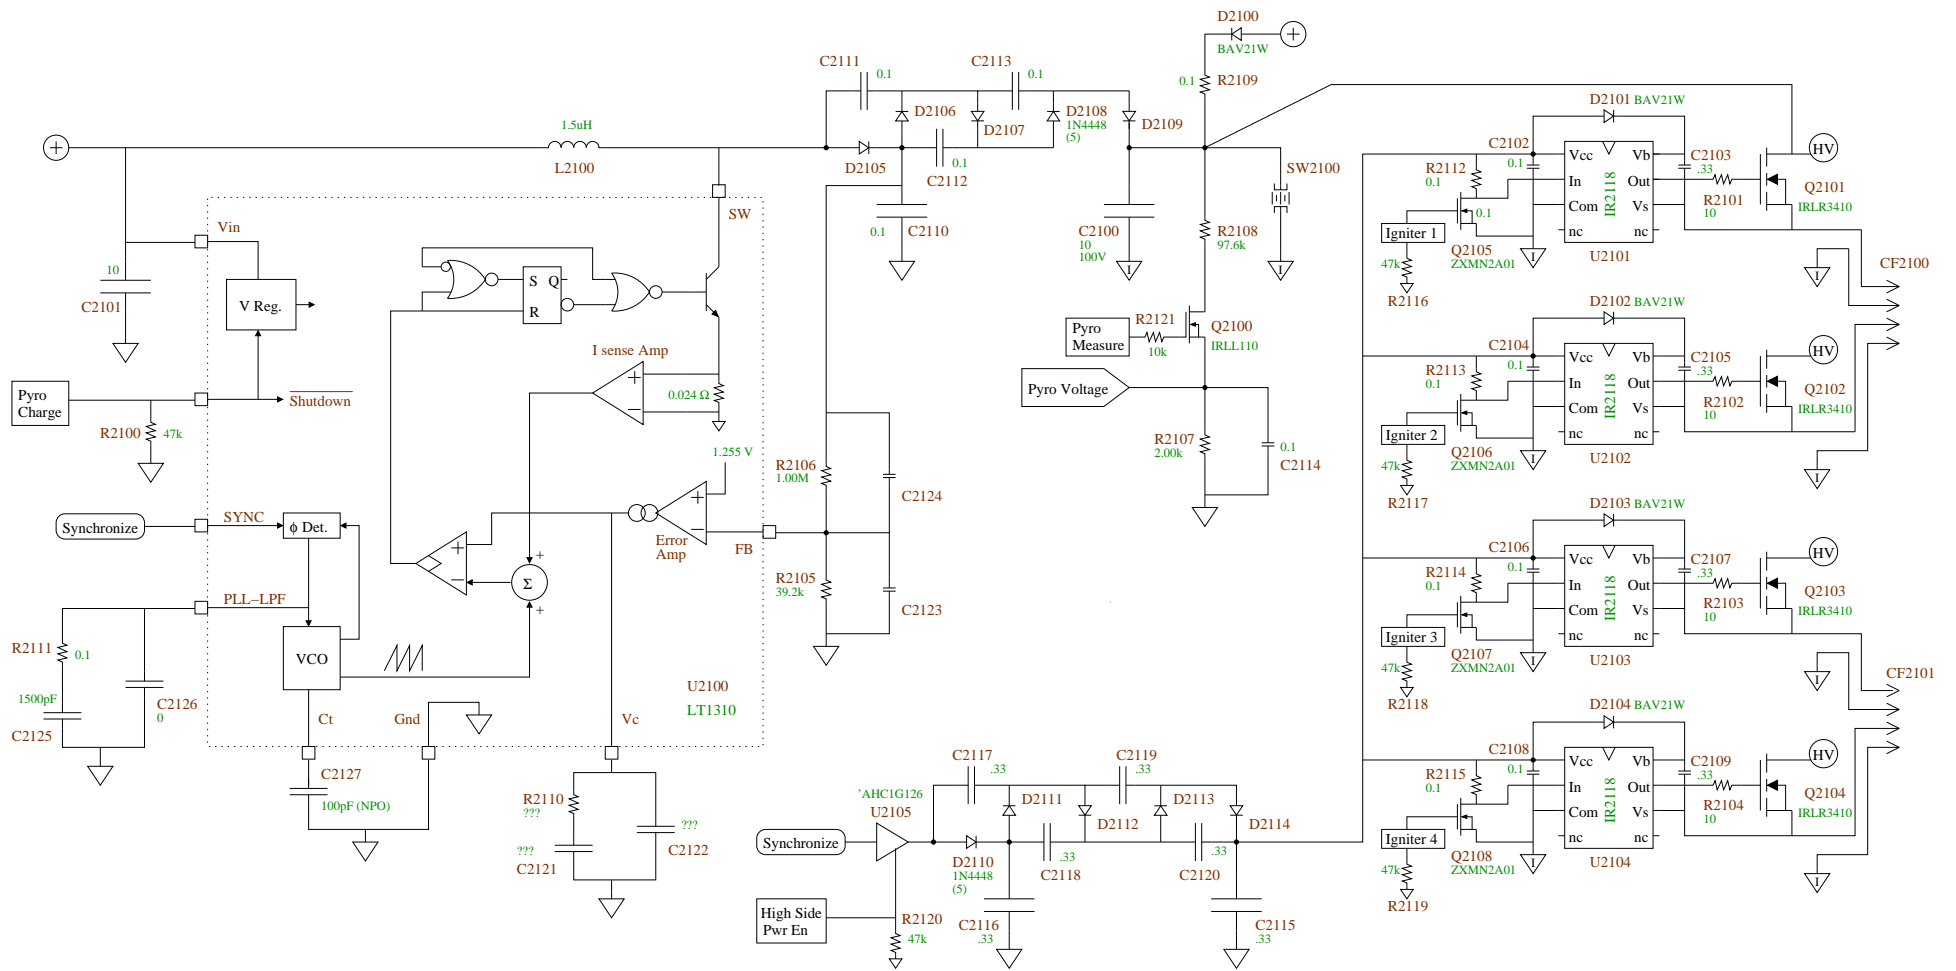 D2100
BAV21W
0.1
R2109
C2111
0.1
C2113
0.1
D2106
D2107
D2108
1N4448
(5)
D2109
1.5uH
L2100
D2105
C2112
0.1
C2110
0.1
C2100
10
100V
I
R2108
97.6k
SW2100
I
SW
Vin
10
C2101
V Reg.
Pyro
Charge
R2100
47k
Shutdown
S
Q
R
I sense Amp
+
−
0.024 Ω
1.255 V
+
−
Error
Amp
FB
+
−
+
Σ
+
R2106
1.00M
C2124
R2105
39.2k
C2123
Pyro
Measure
R2121
10k
Q2100
IRLL110
Pyro Voltage
R2107
2.00k
0.1
C2114
Synchronize
SYNC
ϕ Det.
PLL−LPF
VCO
R2111
0.1
1500pF
C2125
C2126
0
Ct
Gnd
Vc
U2100
LT1310
C2127
100pF (NPO)
R2110
???
???
C2121
???
C2122
'AHC1G126
U2105
Synchronize
High Side
Pwr En
R2120
47k
C2117
.33
C2119
.33
D2111
D2112
D2113
D2114
D2110
1N4448
(5)
C2118
.33
C2120
.33
C2116
.33
C2115
.33
D2101 BAV21W
C2102
0.1
R2112
0.1
0.1
Igniter 1
47k
R2116
Q2105
ZXMN2A01
I
Vcc
In
Com
nc
IR2118
Vb
Out
Vs
nc
U2101
C2103
.33
R2101
10
HV
Q2101
IRLR3410
I
CF2100
D2102 BAV21W
C2104
0.1
R2113
0.1
Igniter 2
47k
R2117
Q2106
ZXMN2A01
I
Vcc
In
Com
nc
IR2118
Vb
Out
Vs
nc
U2102
C2105
.33
R2102
10
HV
Q2102
IRLR3410
I
D2103 BAV21W
C2106
0.1
R2114
0.1
Igniter 3
47k
R2118
Q2107
ZXMN2A01
I
Vcc
In
Com
nc
IR2118
Vb
Out
Vs
nc
U2103
C2107
.33
R2103
10
HV
Q2103
IRLR3410
I
CF2101
D2104 BAV21W
C2108
0.1
R2115
0.1
Igniter 4
47k
R2119
Q2108
ZXMN2A01
I
Vcc
In
Com
nc
IR2118
Vb
Out
Vs
nc
U2104
C2109
.33
R2104
10
HV
Q2104
IRLR3410
I